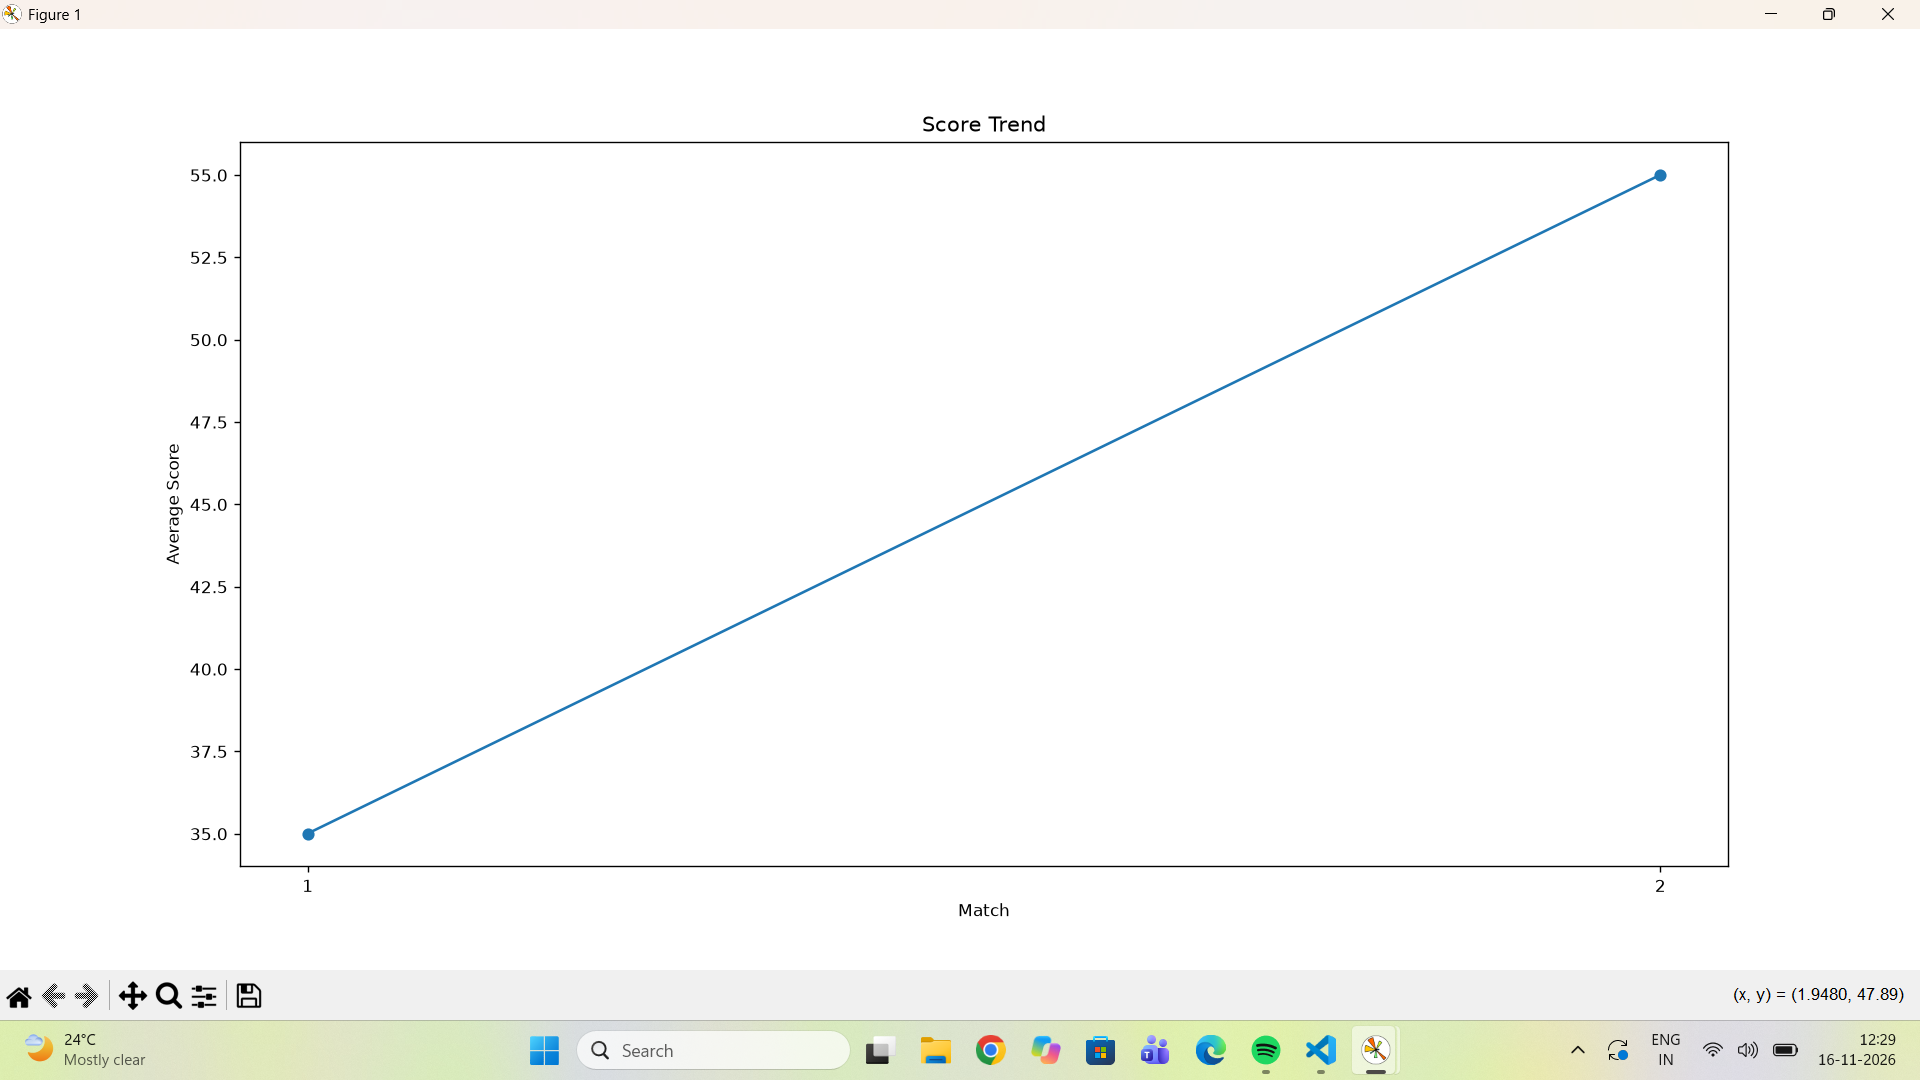 Figure 1
Score Trend
55.0
52.5
50.0
47.5
45.0
42.5
40.0
37.5
35.0
Average Score
1
2
Match
(x, y) = (1.9480, 47.89)
24°C
Mostly clear
Search
ENG
IN
12:29
16-11-2026